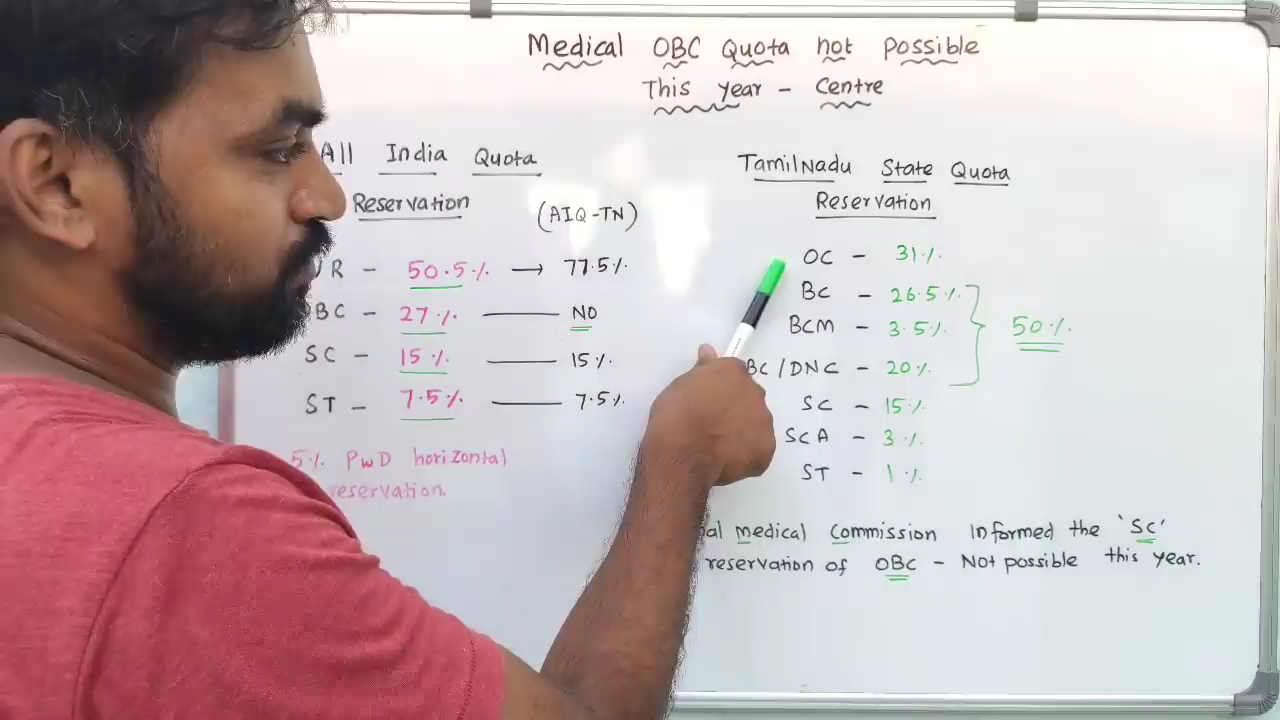 Medical OBC Quota not possible
This year - Centre
All India Quota
Reservation
(AIQ-TN)
R - 50.5% → 77.5%
BC - 27% — NO
SC - 15% — 15%
ST - 7.5% — 7.5%
5% PwD horizontal
reservation.
TamilNadu State Quota
Reservation
OC - 31%
BC - 26.5%
BCM - 3.5%
BC/DNC - 20%
50%
SC - 15%
SCA - 3%
ST - 1%
medical Commission Informed the 'SC'
reservation of OBC - Not possible this year.